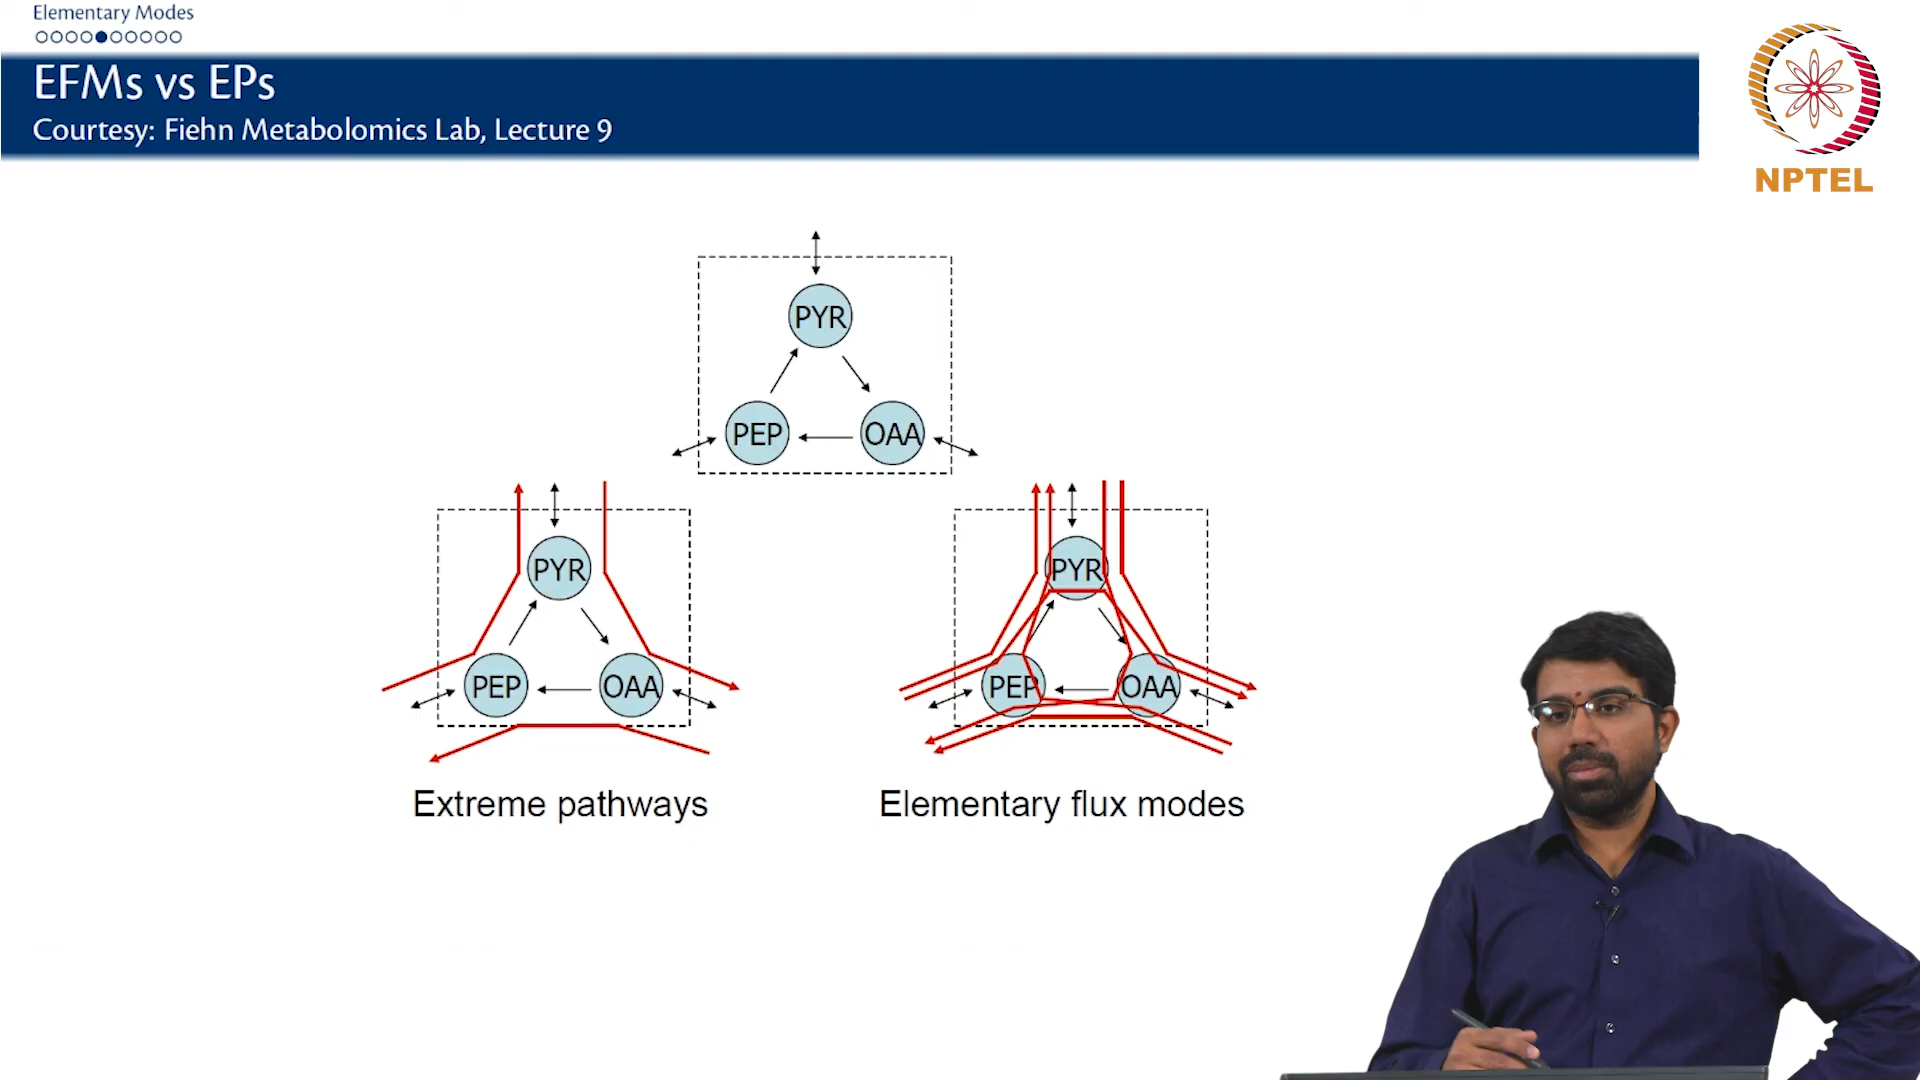 Elementary Modes
EFMs vs EPs
Courtesy: Fiehn Metabolomics Lab, Lecture 9
NPTEL
PYR
PEP
OAA
PYR
PEP
OAA
Extreme pathways
PYR
PEP
OAA
Elementary flux modes